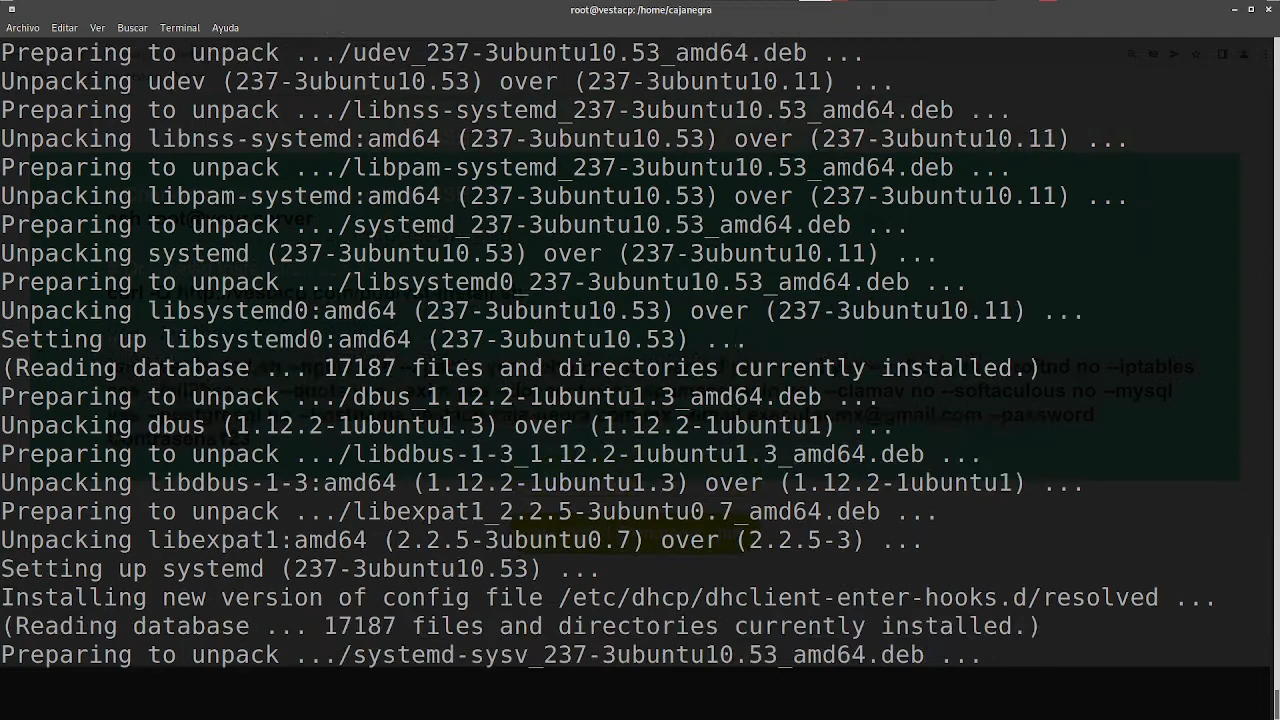 root@vestacp: /home/cajanegra
Archivo Editar Ver Buscar Terminal Ayuda
Preparing to unpack .../udev_237-3ubuntu10.53_amd64.deb ...
Unpacking udev (237-3ubuntu10.53) over (237-3ubuntu10.11) ...
Preparing to unpack .../libnss-systemd_237-3ubuntu10.53_amd64.deb ...
Unpacking libnss-systemd:amd64 (237-3ubuntu10.53) over (237-3ubuntu10.11) ...
Preparing to unpack .../libpam-systemd_237-3ubuntu10.53_amd64.deb ...
Unpacking libpam-systemd:amd64 (237-3ubuntu10.53) over (237-3ubuntu10.11) ...
Preparing to unpack .../systemd_237-3ubuntu10.53_amd64.deb ...
Unpacking systemd (237-3ubuntu10.53) over (237-3ubuntu10.11) ...
Preparing to unpack .../libsystemd0_237-3ubuntu10.53_amd64.deb ...
Unpacking libsystemd0:amd64 (237-3ubuntu10.53) over (237-3ubuntu10.11) ...
Setting up libsystemd0:amd64 (237-3ubuntu10.53) ...
(Reading database ... 17187 files and directories currently installed.)
Preparing to unpack .../dbus_1.12.2-1ubuntu1.3_amd64.deb ...
Unpacking dbus (1.12.2-1ubuntu1.3) over (1.12.2-1ubuntu1) ...
Preparing to unpack .../libdbus-1-3_1.12.2-1ubuntu1.3_amd64.deb ...
Unpacking libdbus-1-3:amd64 (1.12.2-1ubuntu1.3) over (1.12.2-1ubuntu1) ...
Preparing to unpack .../libexpat1_2.2.5-3ubuntu0.7_amd64.deb ...
Unpacking libexpat1:amd64 (2.2.5-3ubuntu0.7) over (2.2.5-3) ...
Setting up systemd (237-3ubuntu10.53) ...
Installing new version of config file /etc/dhcp/dhclient-enter-hooks.d/resolved ...
(Reading database ... 17187 files and directories currently installed.)
Preparing to unpack .../systemd-sysv_237-3ubuntu10.53_amd64.deb ...